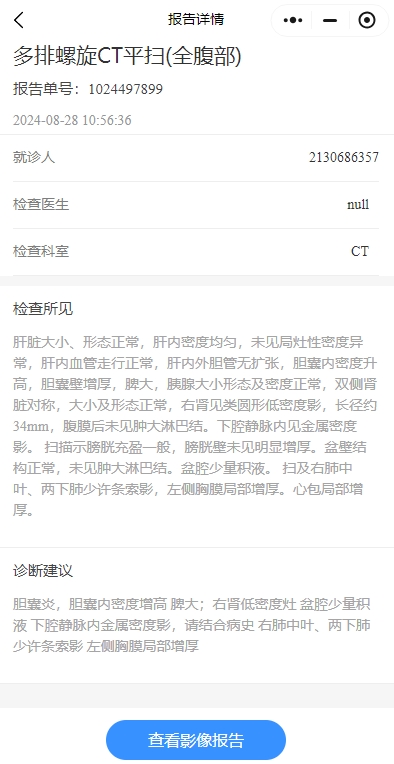 报告详情
多排螺旋CT平扫(全腹部)
报告单号：1024497899
2024-08-28 10:56:36
就诊人 2130686357
检查医生 null
检查科室 CT
检查所见
肝脏大小、形态正常，肝内密度均匀，未见局灶性密度异
常，肝内血管走行正常，肝内外胆管无扩张，胆囊内密度升
高，胆囊壁增厚，脾大，胰腺大小形态及密度正常，双侧肾
脏对称，大小及形态正常，右肾见类圆形低密度影，长径约
34mm，腹膜后未见肿大淋巴结。下腔静脉内见金属密度
影。 扫描示膀胱充盈一般，膀胱壁未见明显增厚。盆壁结
构正常，未见肿大淋巴结。盆腔少量积液。 扫及右肺中
叶、两下肺少许条索影，左侧胸膜局部增厚。心包局部增
厚。
诊断建议
胆囊炎，胆囊内密度增高 脾大；右肾低密度灶 盆腔少量积
液 下腔静脉内金属密度影，请结合病史 右肺中叶、两下肺
少许条索影 左侧胸膜局部增厚
查看影像报告